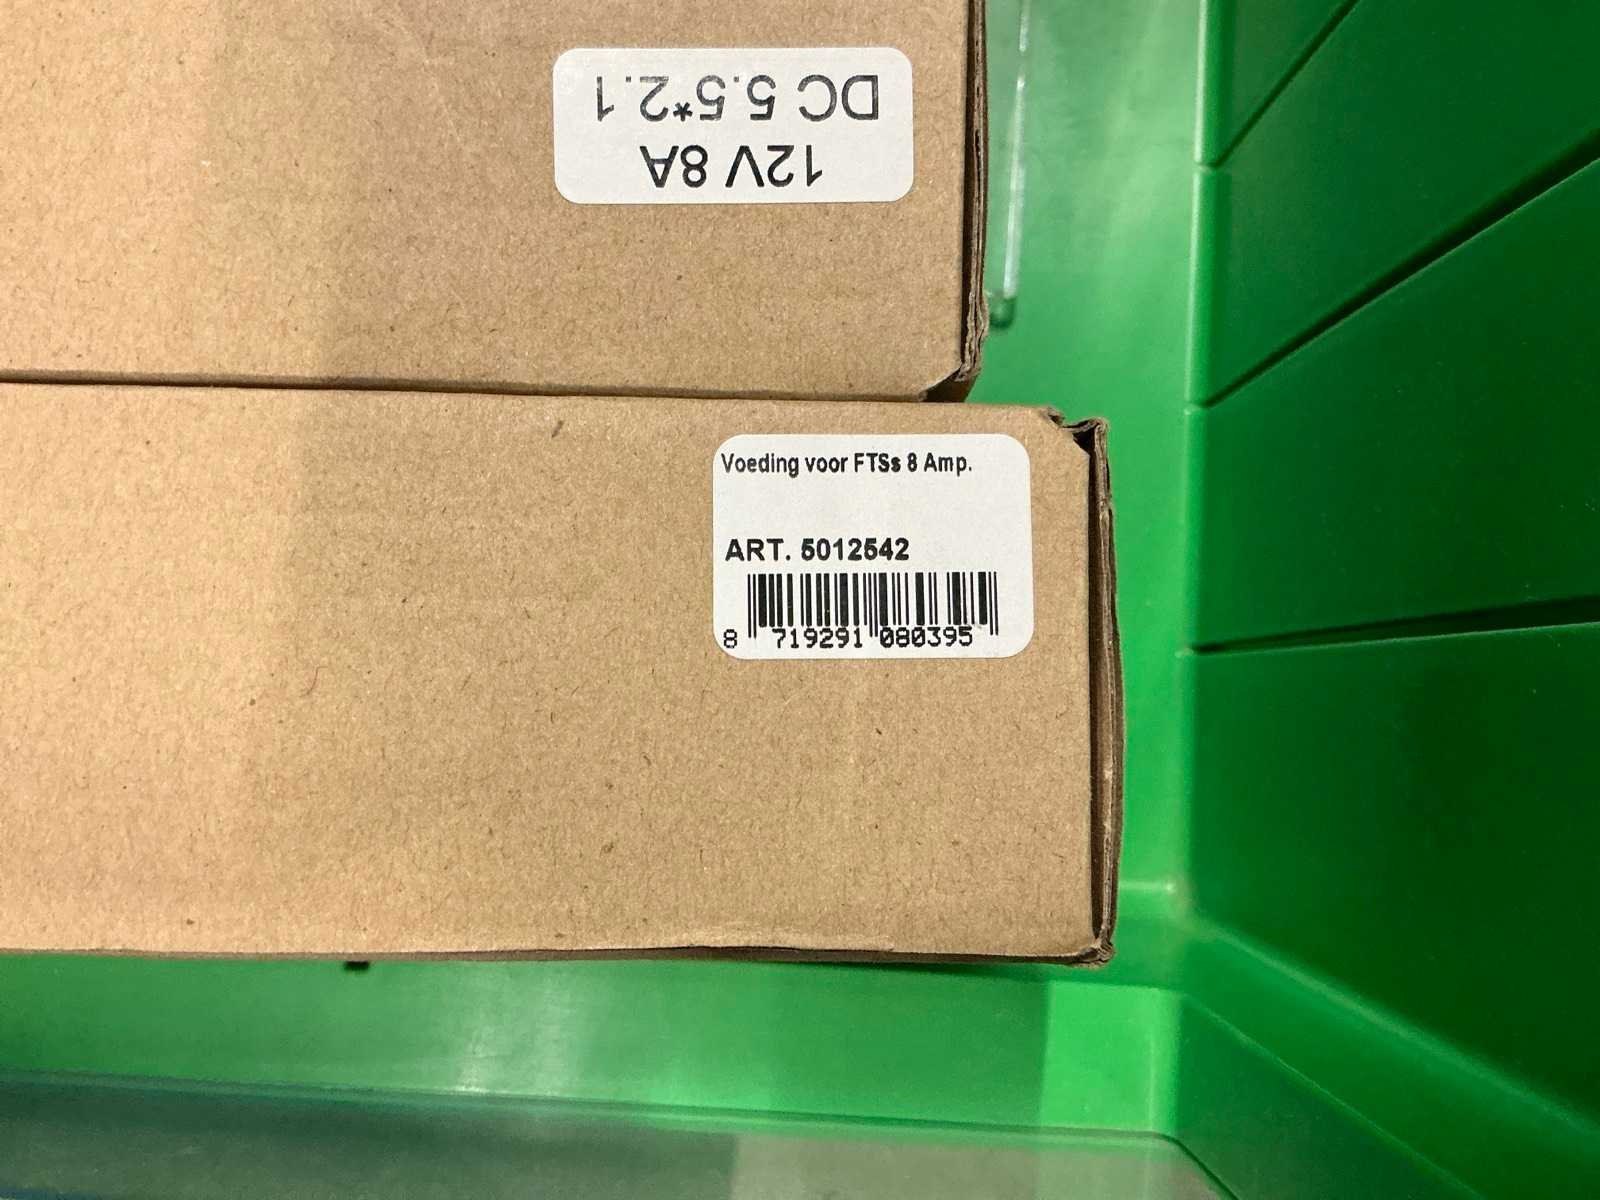 12V 8A
DC 5.5*2.1
Voeding voor FTSs 8 Amp.
ART. 5012542
8 719291 080395